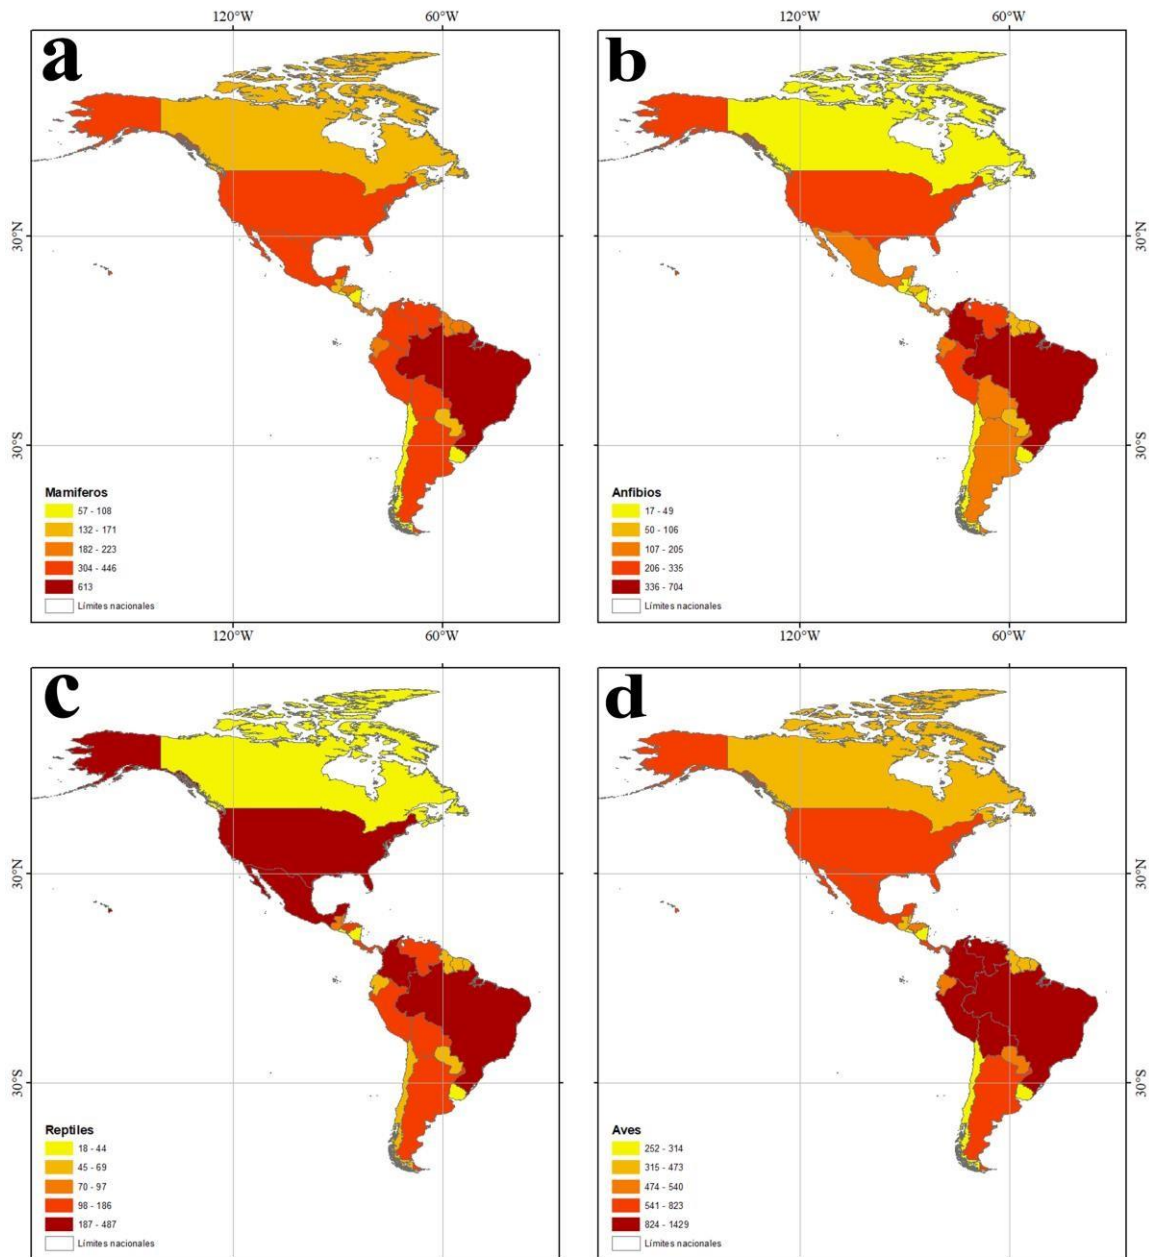 120°W 60°W 120°W 60°W
a b
30°N 30°N
30°S 30°S
Mamiferos
57 - 108
132 - 171
182 - 223
304 - 446
613
Límites nacionales
Anfibios
17 - 49
50 - 106
107 - 205
206 - 335
336 - 704
Límites nacionales
120°W 60°W 120°W 60°W
c d
30°N 30°N
30°S 30°S
Reptiles
18 - 44
45 - 69
70 - 97
98 - 186
187 - 487
Límites nacionales
Aves
252 - 314
315 - 473
474 - 540
541 - 823
824 - 1429
Límites nacionales